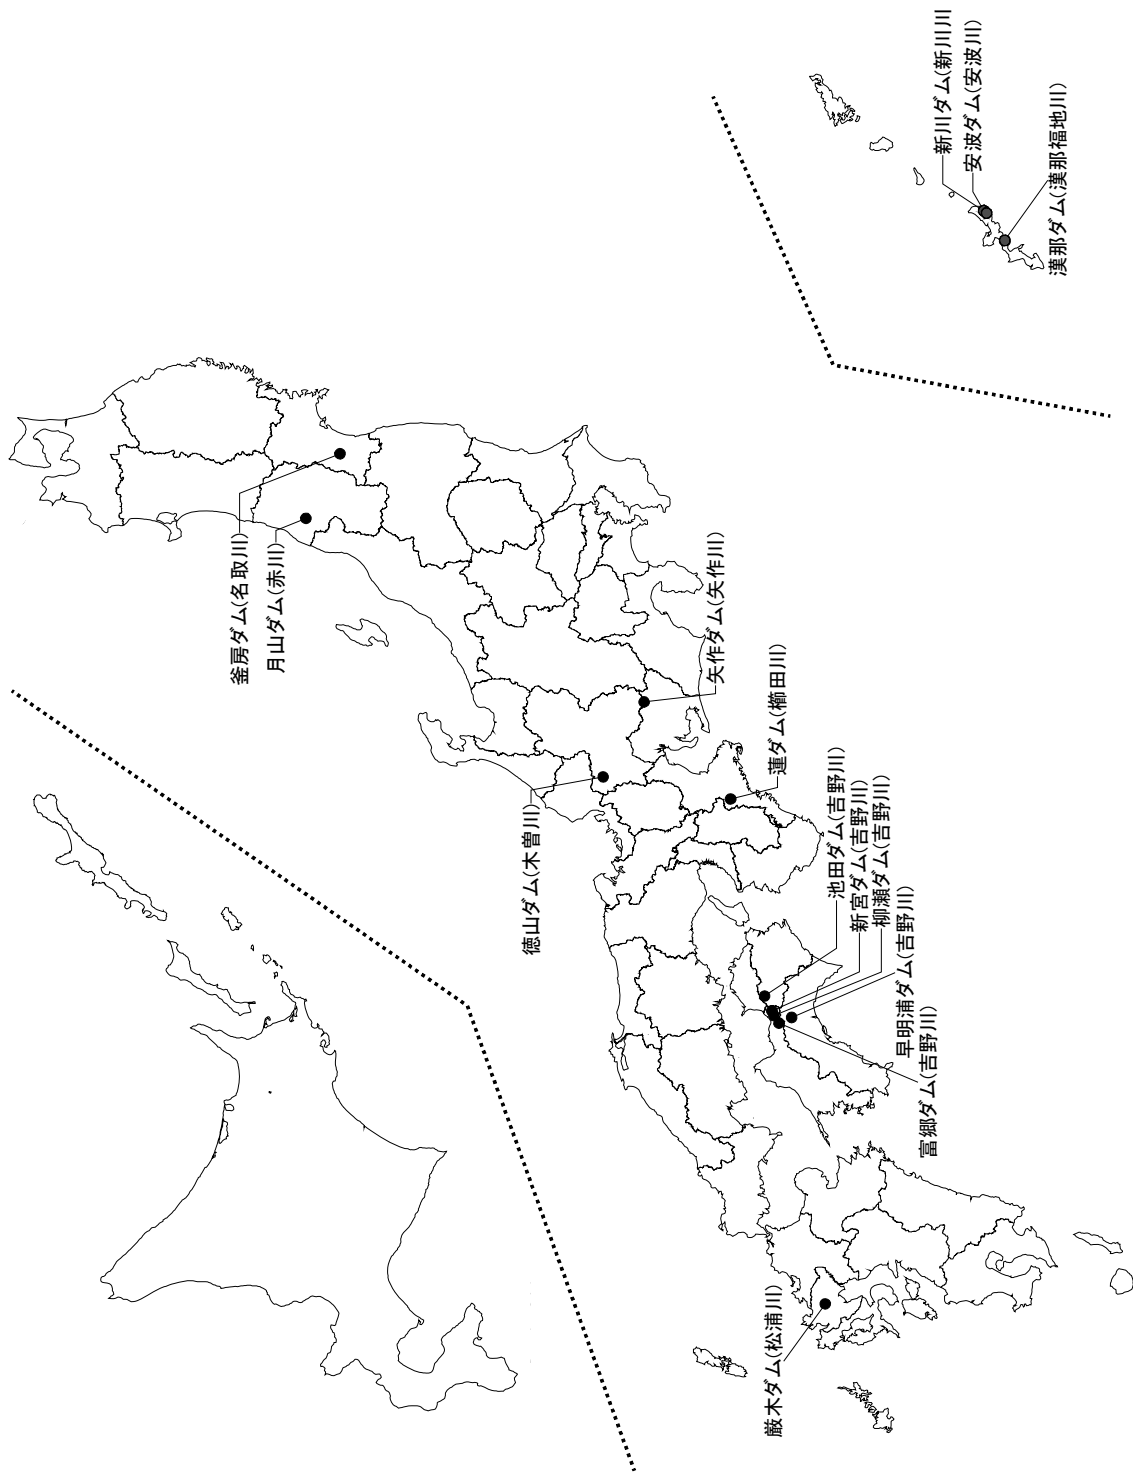 釜房ダム(名取川)
月山ダム(赤川)
矢作ダム(矢作川)
徳山ダム(木曽川)
蓮ダム(櫛田川)
池田ダム(吉野川)
新宮ダム(吉野川)
柳瀬ダム(吉野川)
早明浦ダム(吉野川)
富郷ダム(吉野川)
厳木ダム(松浦川)
新川ダム(新川川
安波ダム(安波川)
漢那ダム(漢那福地川)